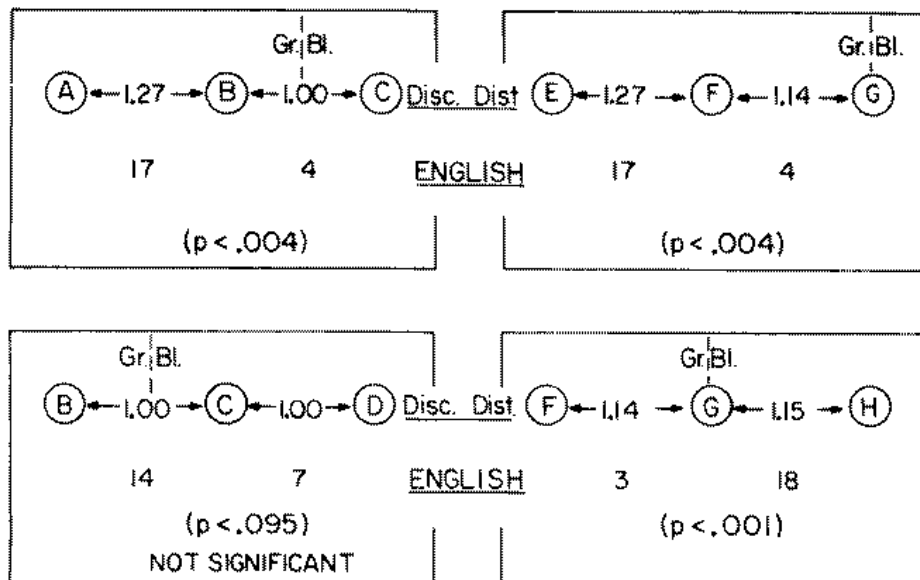 Gr. Bl. Gr. Bl.
A 1.27 B 1.00 C Disc. Dist E 1.27 F 1.14 G
17 4 ENGLISH 17 4
(p < .004) (p < .004)
Gr. Bl. Gr. Bl.
B 1.00 C 1.00 D Disc. Dist. F 1.14 G 1.15 H
14 7 ENGLISH 3 18
(p < .095) (p < .001)
NOT SIGNIFICANT